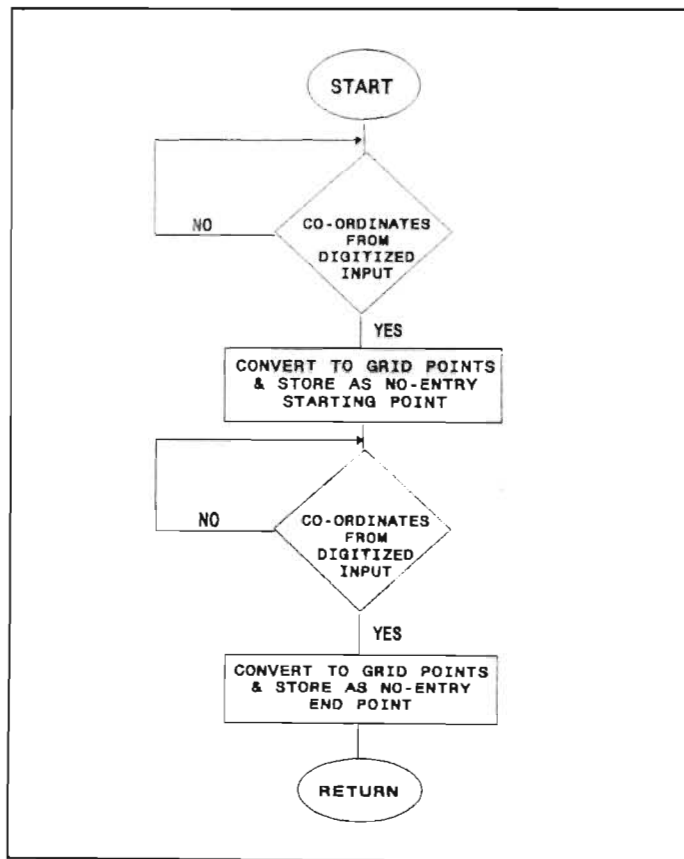 START
NO
CO-ORDINATES
FROM
DIGITIZED
INPUT
YES
CONVERT TO GRID POINTS
& STORE AS NO-ENTRY
STARTING POINT
NO
CO-ORDINATES
FROM
DIGITIZED
INPUT
YES
CONVERT TO GRID POINTS
& STORE AS NO-ENTRY
END POINT
RETURN